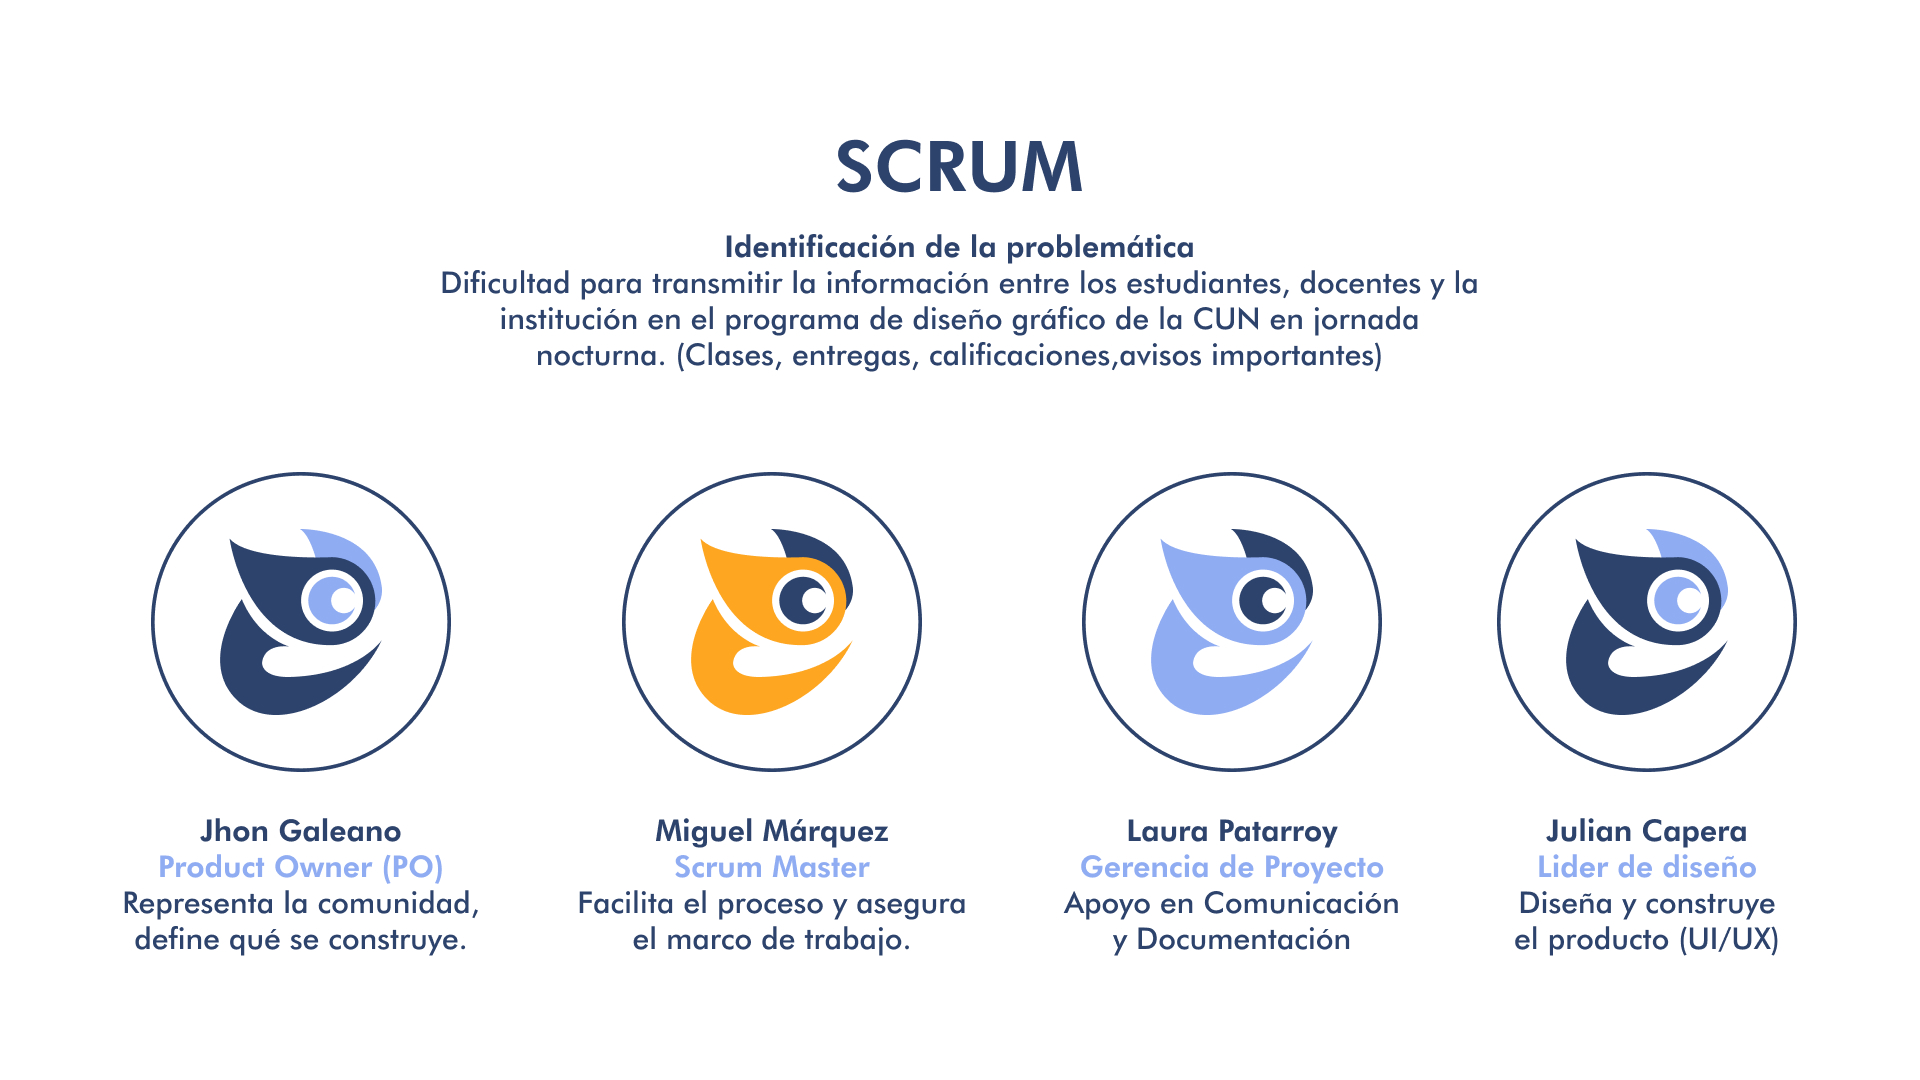 SCRUM
Identificación de la problemática
Dificultad para transmitir la información entre los estudiantes, docentes y la
institución en el programa de diseño gráfico de la CUN en jornada
nocturna. (Clases, entregas, calificaciones,avisos importantes)
Jhon Galeano
Product Owner (PO)
Representa la comunidad,
define qué se construye.
Miguel Márquez
Scrum Master
Facilita el proceso y asegura
el marco de trabajo.
Laura Patarroy
Gerencia de Proyecto
Apoyo en Comunicación
y Documentación
Julian Capera
Lider de diseño
Diseña y construye
el producto (UI/UX)